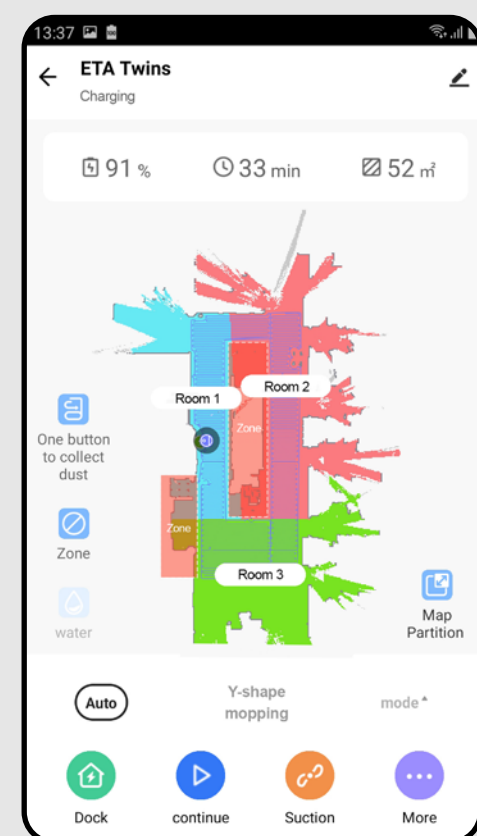 13:37
ETA Twins
Charging
91 %
33 min
52 ㎡
Room 1
Room 2
Zone
One button
to collect
dust
Zone
Zone
Room 3
water
Map
Partition
Auto
Y-shape
mopping
mode
Dock
continue
Suction
More